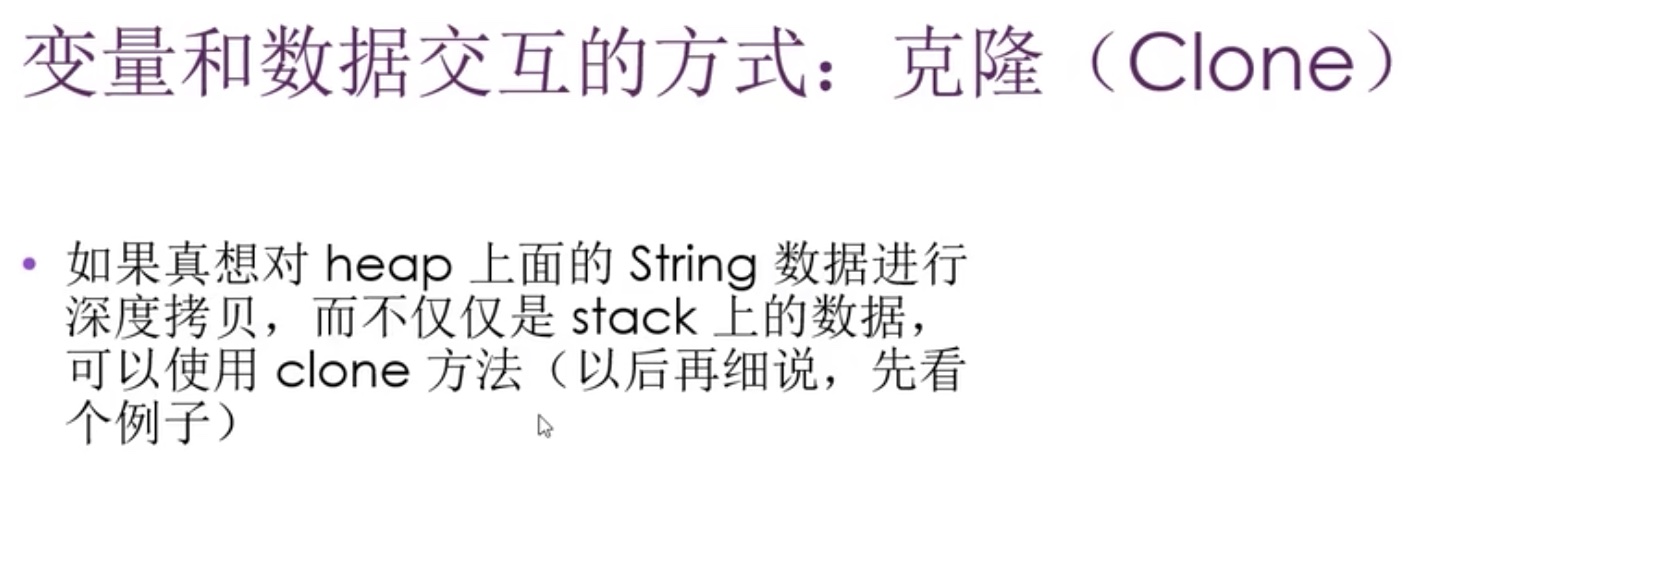 变量和数据交互的方式：克隆（Clone）
• 如果真想对 heap 上面的 String 数据进行
深度拷贝，而不仅仅是 stack 上的数据，
可以使用 clone 方法（以后再细说，先看
个例子）